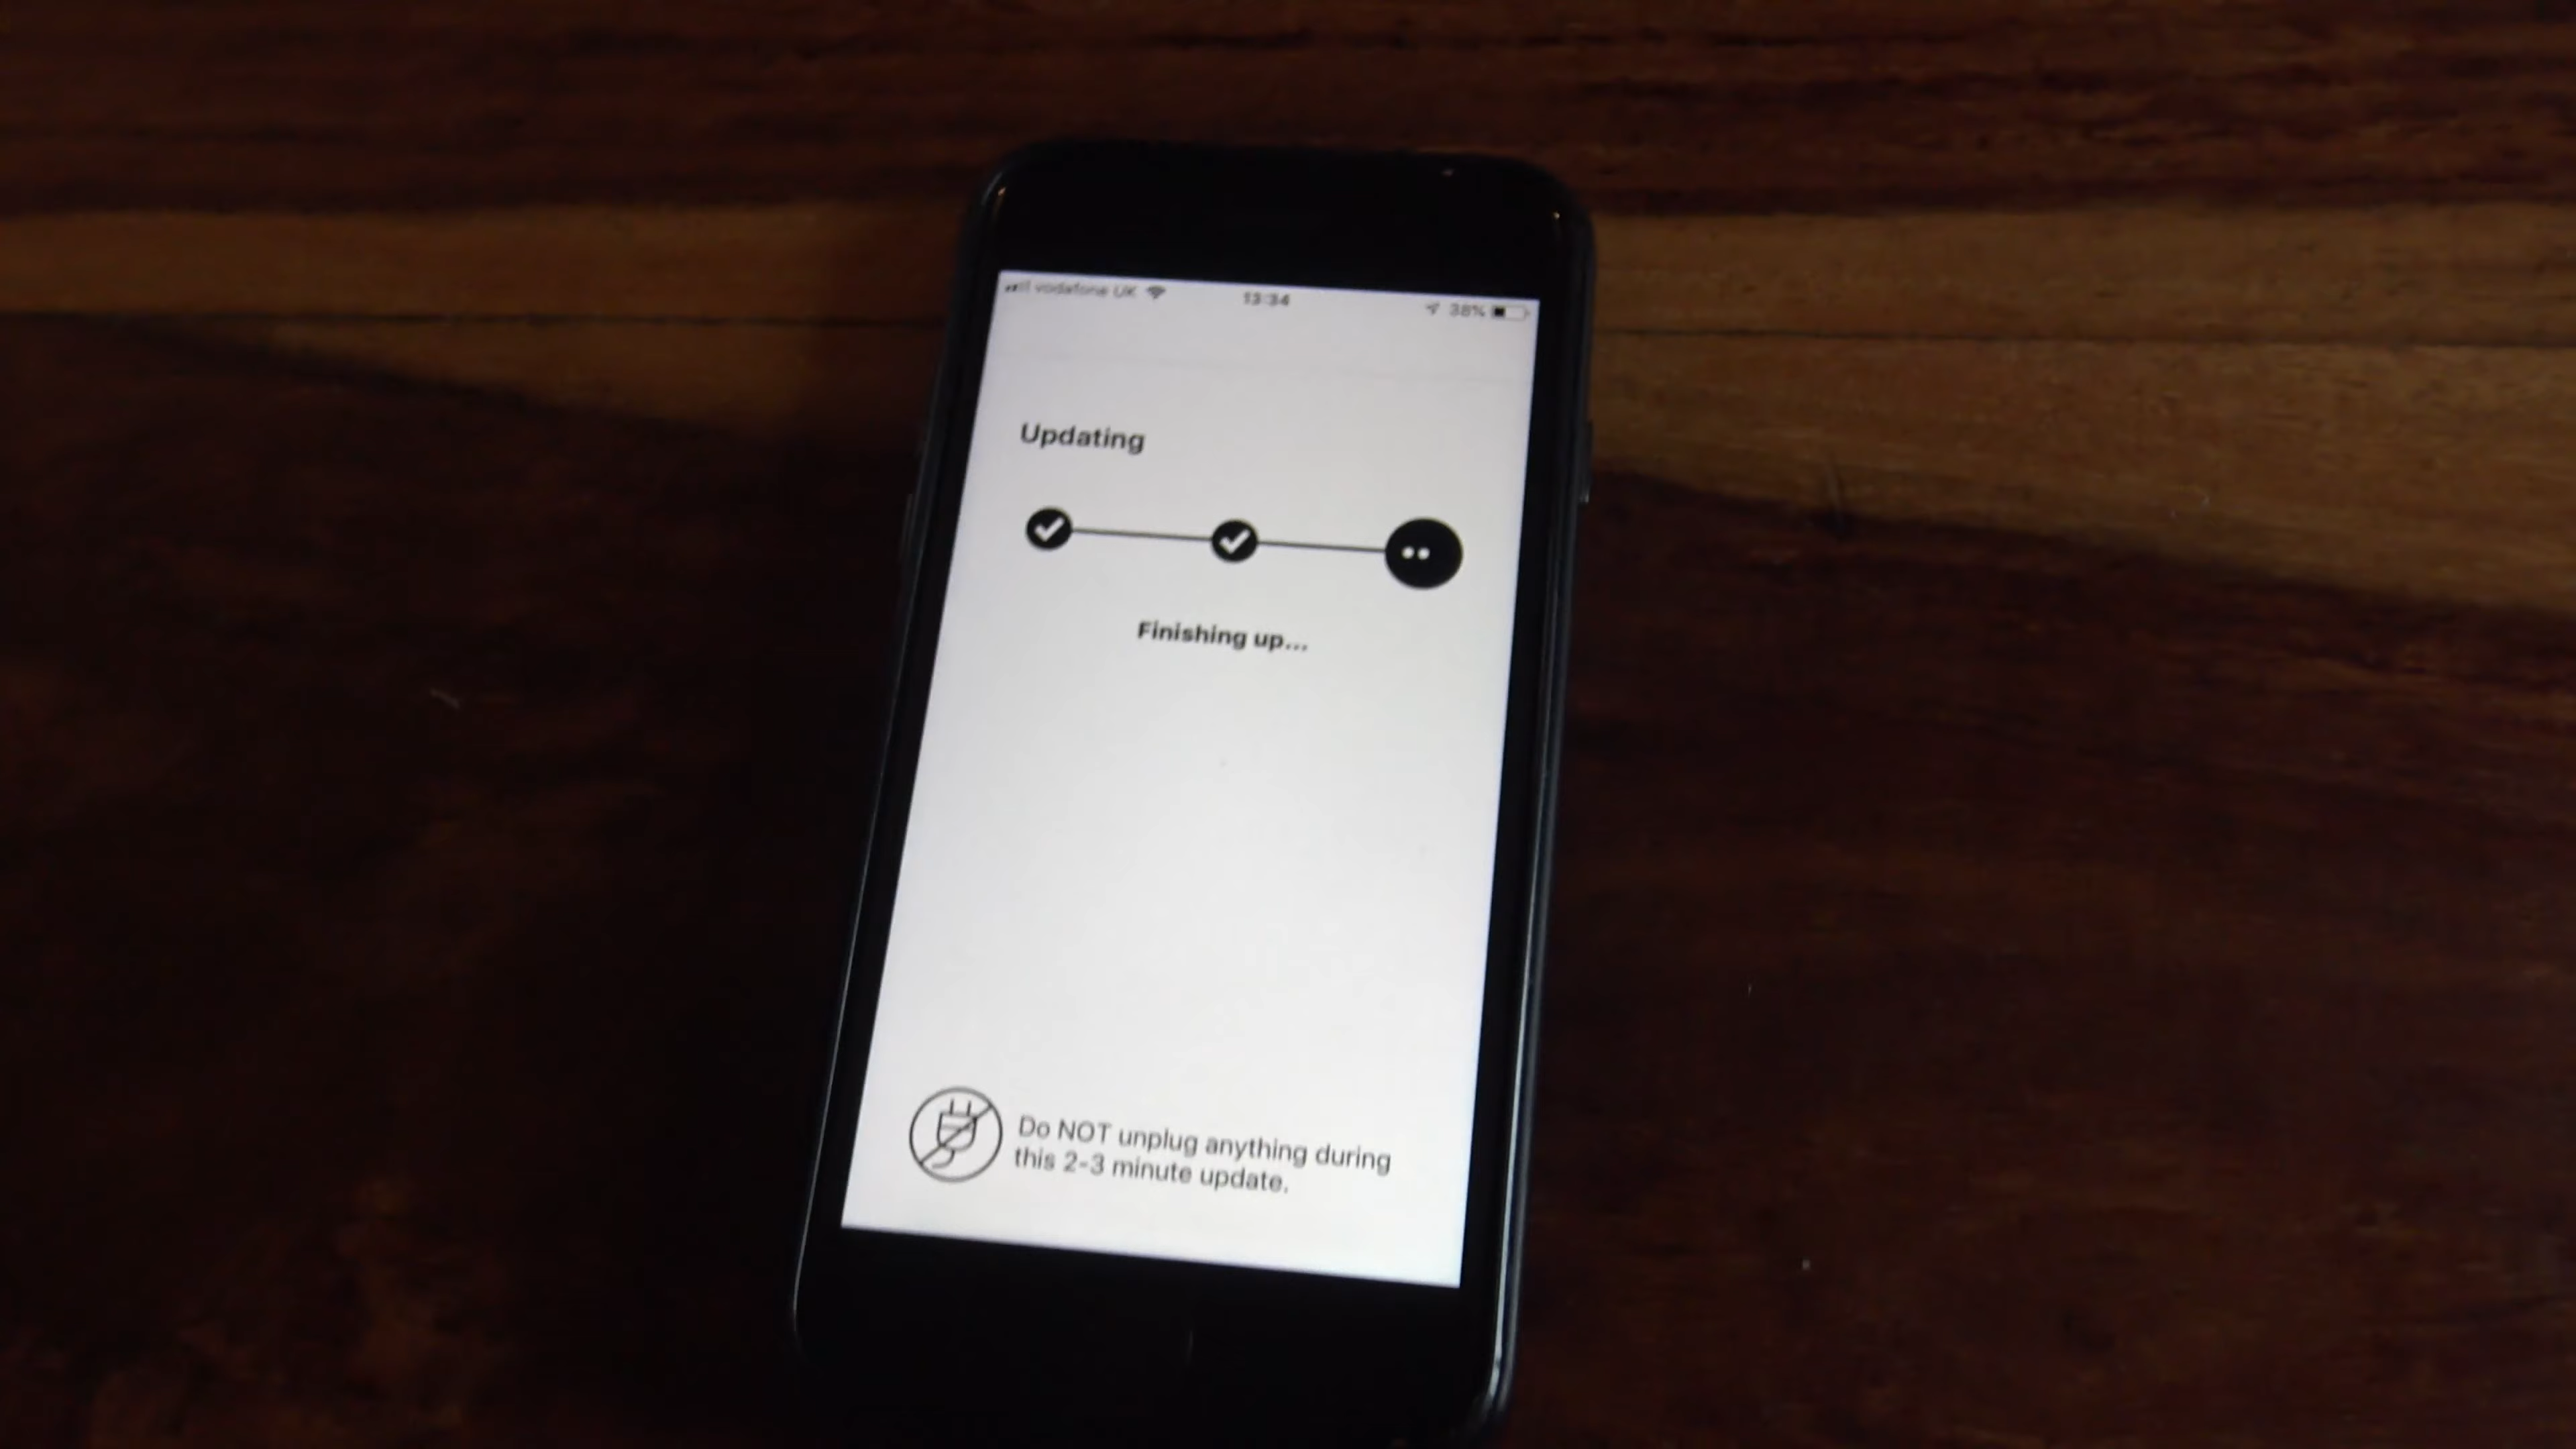 vodafone UK 13:34 38%
Updating
Finishing up...
Do NOT unplug anything during
this 2-3 minute update.